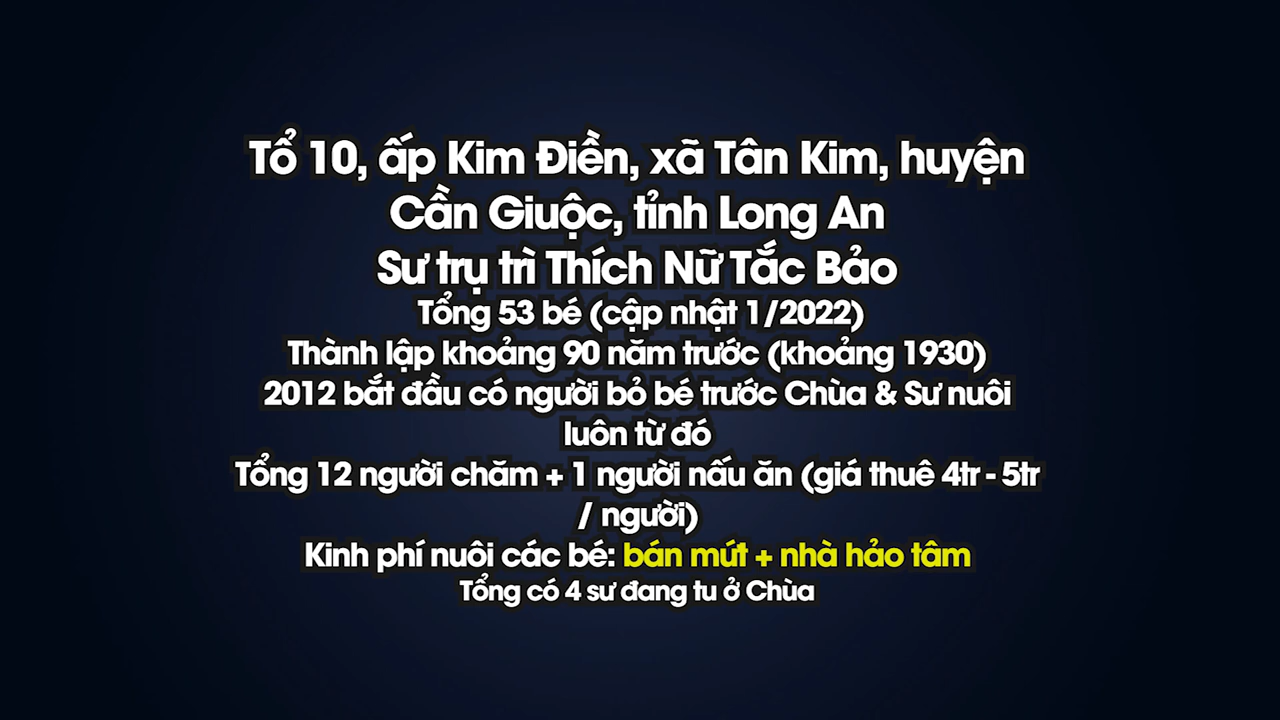 Tổ 10, ấp Kim Điền, xã Tân Kim, huyện
Cần Giuộc, tỉnh Long An
Sư trụ trì Thích Nữ Tắc Bảo
Tổng 53 bé (cập nhật 1/2022)
Thành lập khoảng 90 năm trước (khoảng 1930)
2012 bắt đầu có người bỏ bé trước Chùa & Sư nuôi
luôn từ đó
Tổng 12 người chăm + 1 người nấu ăn (giá thuê 4tr - 5tr
/ người)
Kinh phí nuôi các bé: bán mứt + nhà hảo tâm
Tổng có 4 sư đang tu ở Chùa